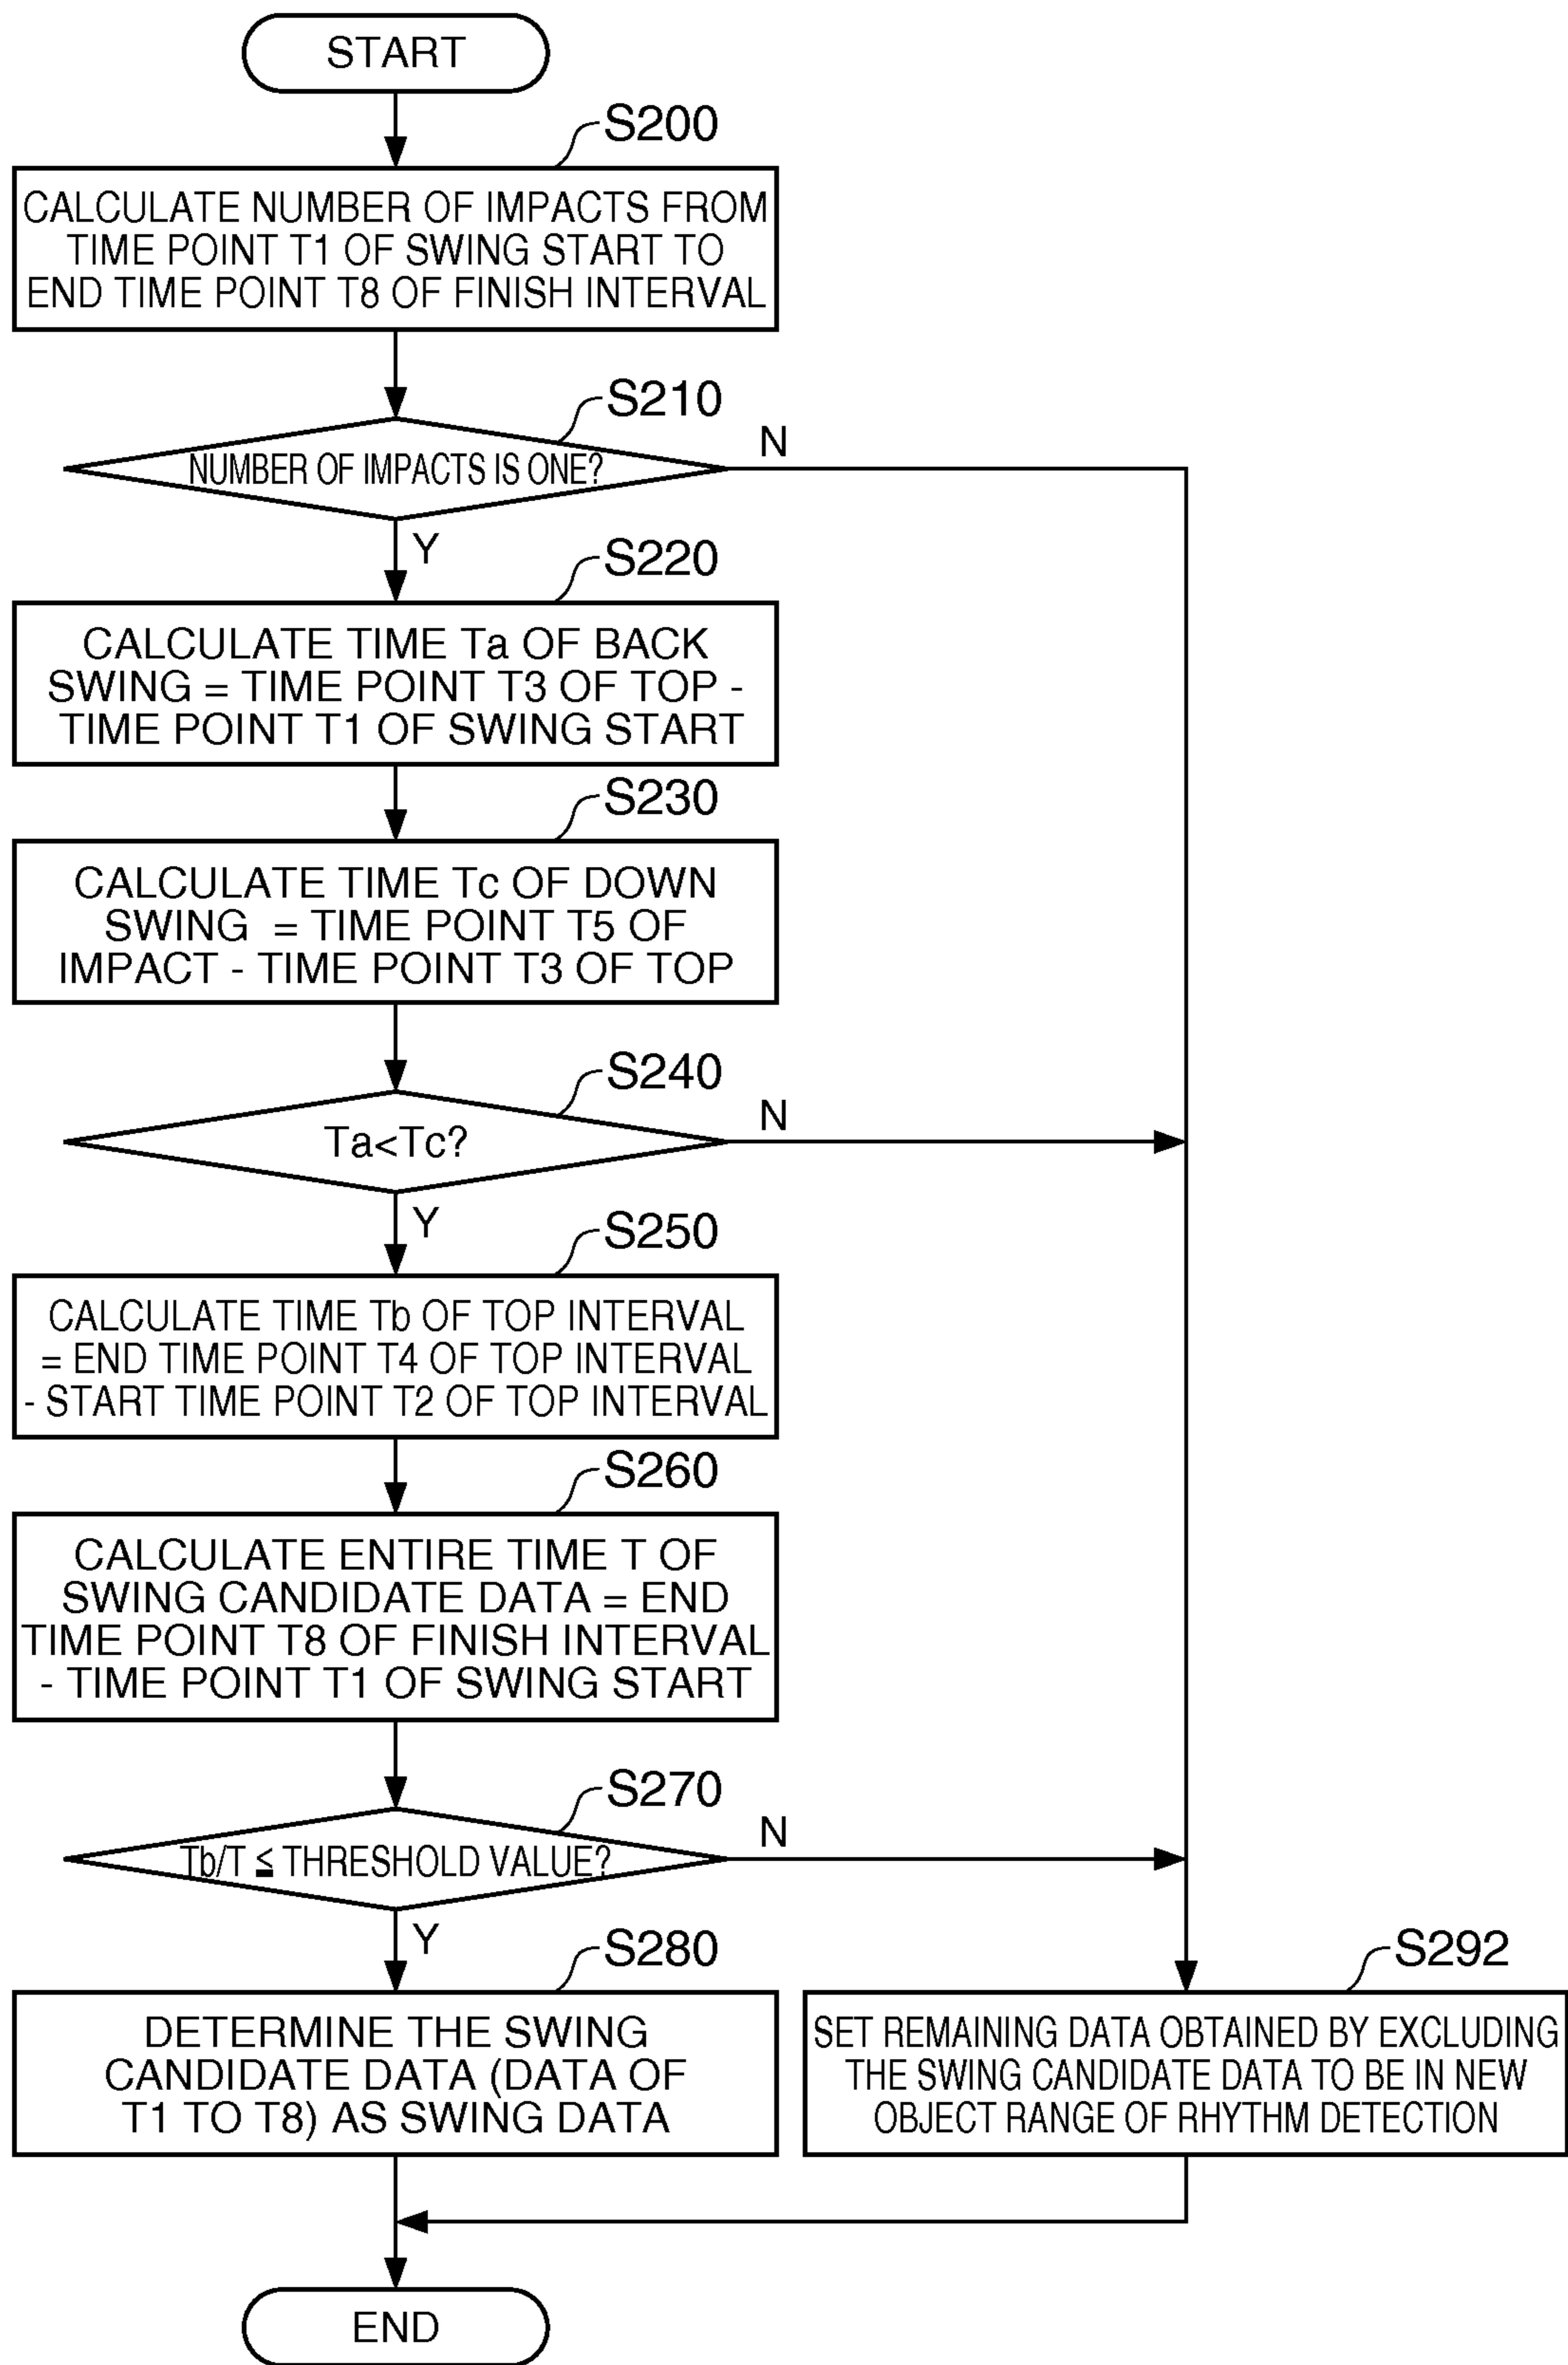 START
S200
CALCULATE NUMBER OF IMPACTS FROM
TIME POINT T1 OF SWING START TO
END TIME POINT T8 OF FINISH INTERVAL
S210
NUMBER OF IMPACTS IS ONE?
N
Y
S220
CALCULATE TIME Ta OF BACK
SWING = TIME POINT T3 OF TOP -
TIME POINT T1 OF SWING START
S230
CALCULATE TIME Tc OF DOWN
SWING = TIME POINT T5 OF
IMPACT - TIME POINT T3 OF TOP
S240
Ta<Tc?
N
Y
S250
CALCULATE TIME Tb OF TOP INTERVAL
= END TIME POINT T4 OF TOP INTERVAL
- START TIME POINT T2 OF TOP INTERVAL
S260
CALCULATE ENTIRE TIME T OF
SWING CANDIDATE DATA = END
TIME POINT T8 OF FINISH INTERVAL
- TIME POINT T1 OF SWING START
S270
Tb/T ≦ THRESHOLD VALUE?
N
Y
S280
DETERMINE THE SWING
CANDIDATE DATA (DATA OF
T1 TO T8) AS SWING DATA
S292
SET REMAINING DATA OBTAINED BY EXCLUDING
THE SWING CANDIDATE DATA TO BE IN NEW
OBJECT RANGE OF RHYTHM DETECTION
END